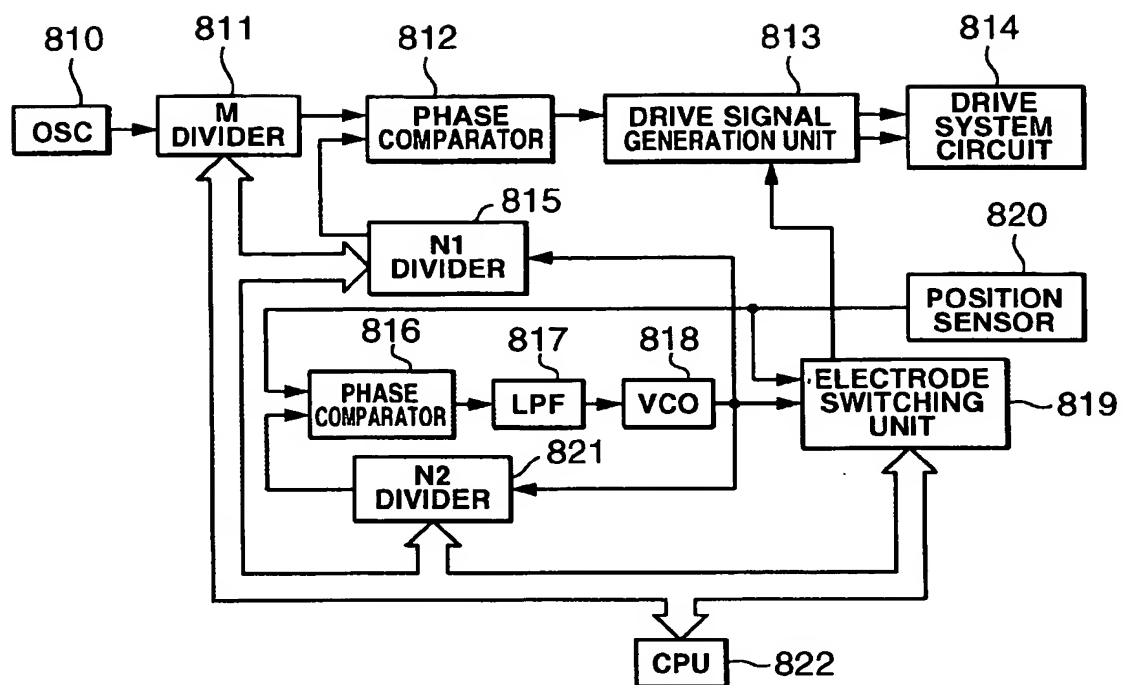 810
811
812
813
814
OSC
M
DIVIDER
PHASE
COMPARATOR
DRIVE SIGNAL
GENERATION UNIT
DRIVE
SYSTEM
CIRCUIT
815
N1
DIVIDER
820
POSITION
SENSOR
816
817
818
PHASE
COMPARATOR
LPF
VCO
ELECTRODE
SWITCHING
UNIT
819
821
N2
DIVIDER
CPU
822